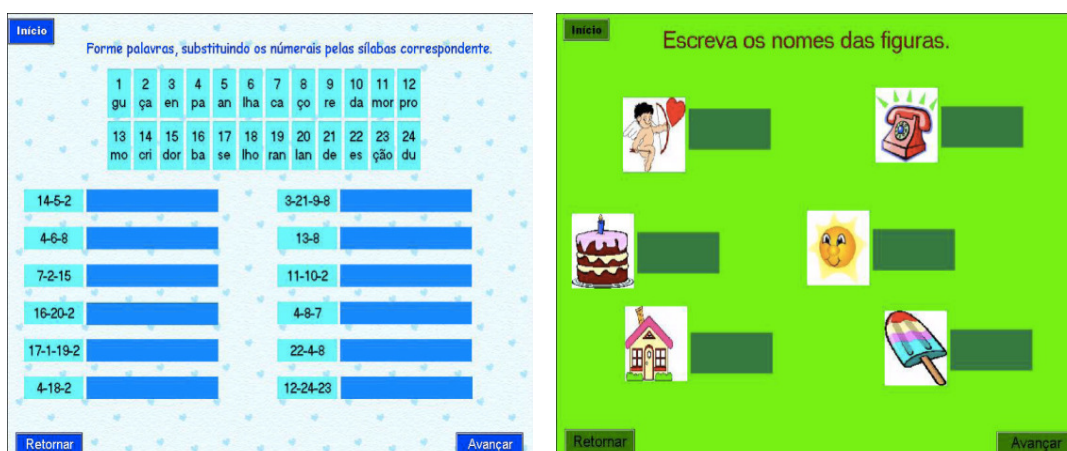 Início
Forme palavras, substituindo os númerais pelas sílabas correspondente.
1 2 3 4 5 6 7 8 9 10 11 12
gu ça en pa an lha ca ço re da mor pro
13 14 15 16 17 18 19 20 21 22 23 24
mo cri dor ba se lho ran lan de es ção du
14-5-2 3-21-9-8
4-6-8 13-8
7-2-15 11-10-2
16-20-2 4-8-7
17-1-19-2 22-4-8
4-18-2 12-24-23
Retornar Avançar
Início
Escreva os nomes das figuras.
Retornar Avançar